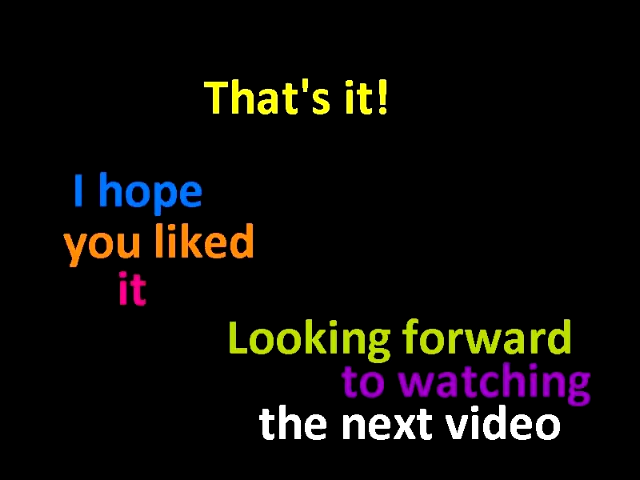 That's it!
I hope
you liked
it
Looking forward
to watching
the next video